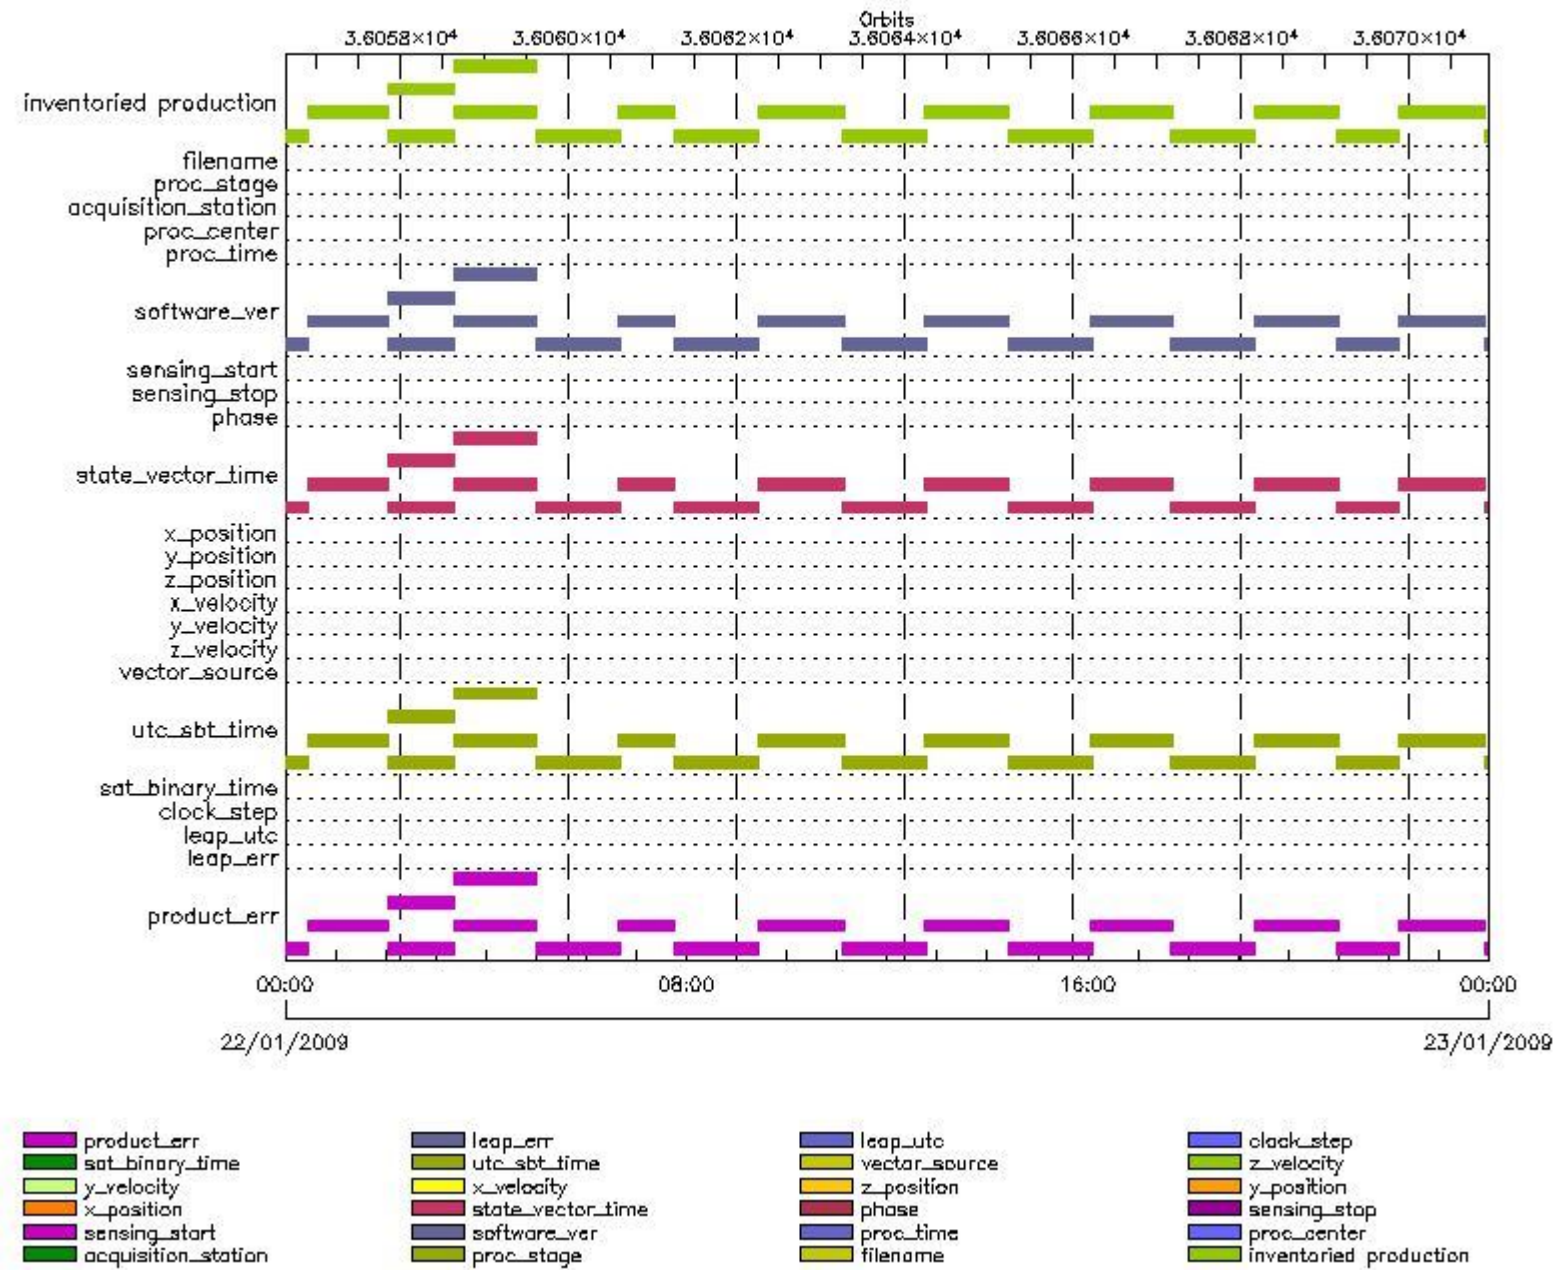 Orbits
3.6058×10⁴ 3.6060×10⁴ 3.6062×10⁴ 3.6064×10⁴ 3.6066×10⁴ 3.6068×10⁴ 3.6070×10⁴
inventoried production
filename
proc_stage
acquisition_station
proc_center
proc_time
software_ver
sensing_start
sensing_stop
phase
state_vector_time
x_position
y_position
z_position
x_velocity
y_velocity
z_velocity
vector_source
utc_sbt_time
sat_binary_time
clock_step
leap_utc
leap_err
product_err
00:00 08:00 16:00 00:00
22/01/2009 23/01/2009
product_err leap_err leap_utc clock_step
sat_binary_time utc_sbt_time vector_source z_velocity
y_velocity x_velocity z_position y_position
x_position state_vector_time phase sensing_stop
sensing_start software_ver proc_time proc_center
acquisition_station proc_stage filename inventoried production